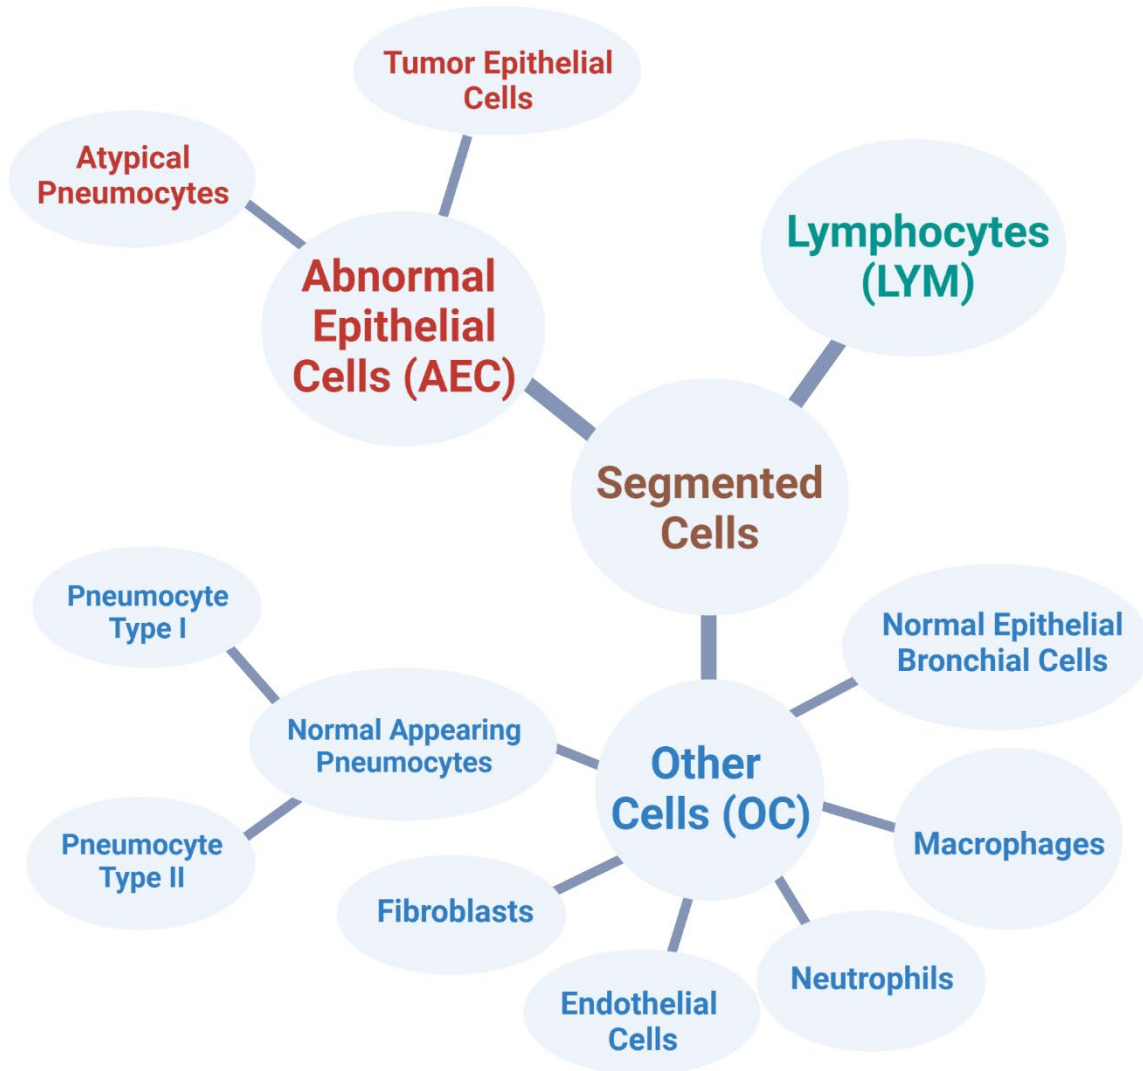 Tumor Epithelial
Cells
Atypical
Pneumocytes
Abnormal
Epithelial
Cells (AEC)
Lymphocytes
(LYM)
Segmented
Cells
Pneumocyte
Type I
Normal Epithelial
Bronchial Cells
Normal Appearing
Pneumocytes
Other
Cells (OC)
Pneumocyte
Type II
Macrophages
Fibroblasts
Neutrophils
Endothelial
Cells